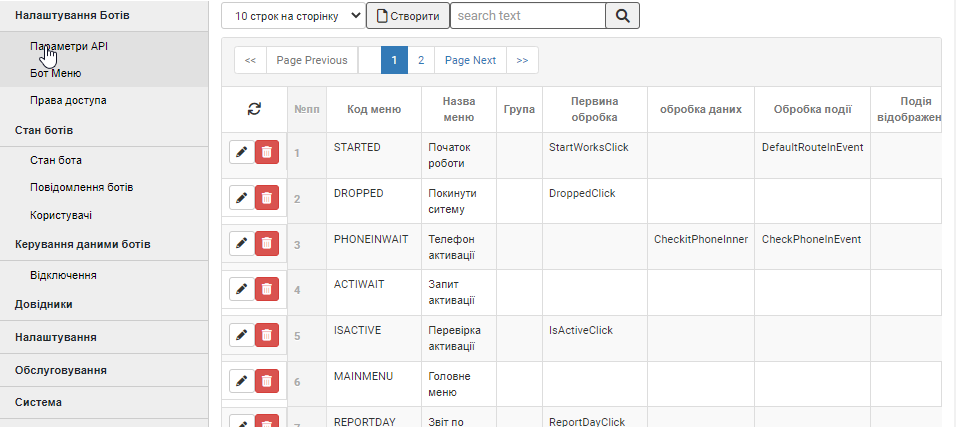 Налаштування Ботів
Параметри API
Бот Меню
Права доступа
Стан ботів
Стан бота
Повідомлення ботів
Користувачі
Керування даними ботів
Відключення
Довідники
Налаштування
Обслуговування
Система
10 строк на сторінку Створити search text
<< Page Previous 1 2 Page Next >>
№пп Код меню Назва меню Група Первина обробка обробка даних Обробка події Подія відображен
1 STARTED Початок роботи StartWorksClick DefaultRouteInEvent
2 DROPPED Покинути ситему DroppedClick
3 PHONEINWAIT Телефон активації CheckitPhoneInner CheckPhoneInEvent
4 ACTIWAIT Запит активації
5 ISACTIVE Перевірка активації IsActiveClick
6 MAINMENU Головне меню
7 REPORTDAY Звіт по ReportDayClick